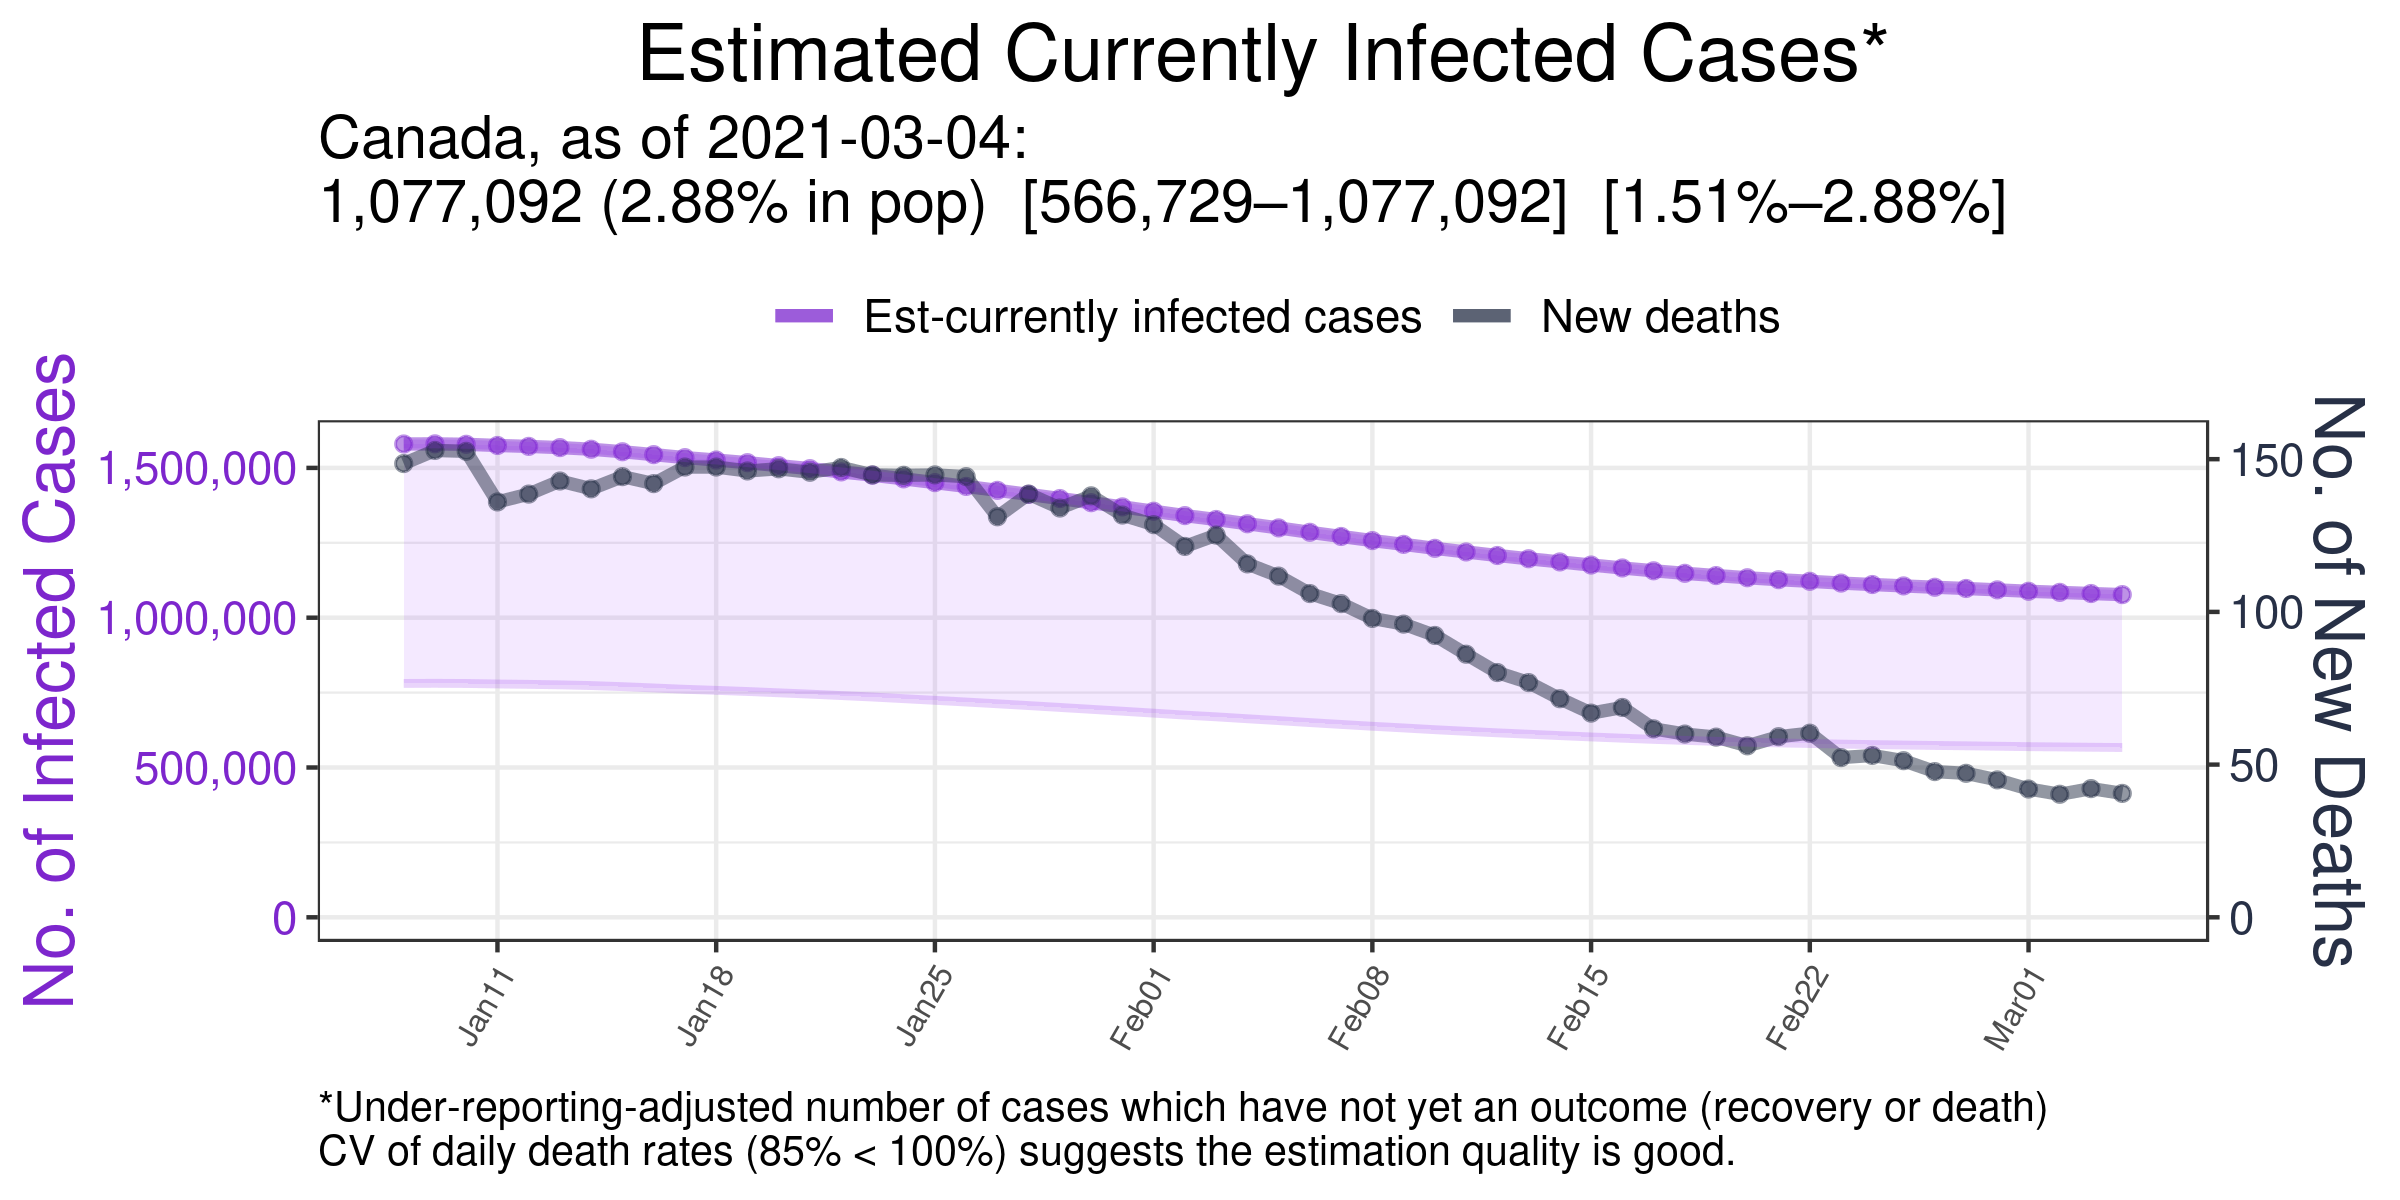 Estimated Currently Infected Cases*
Canada, as of 2021-03-04:
1,077,092 (2.88% in pop)  [566,729–1,077,092]  [1.51%–2.88%]
Est-currently infected cases
New deaths
No. of Infected Cases
1,500,000
1,000,000
500,000
0
150
100
50
0
No. of New Deaths
Jan11
Jan18
Jan25
Feb01
Feb08
Feb15
Feb22
Mar01
*Under-reporting-adjusted number of cases which have not yet an outcome (recovery or death)
CV of daily death rates (85% < 100%) suggests the estimation quality is good.